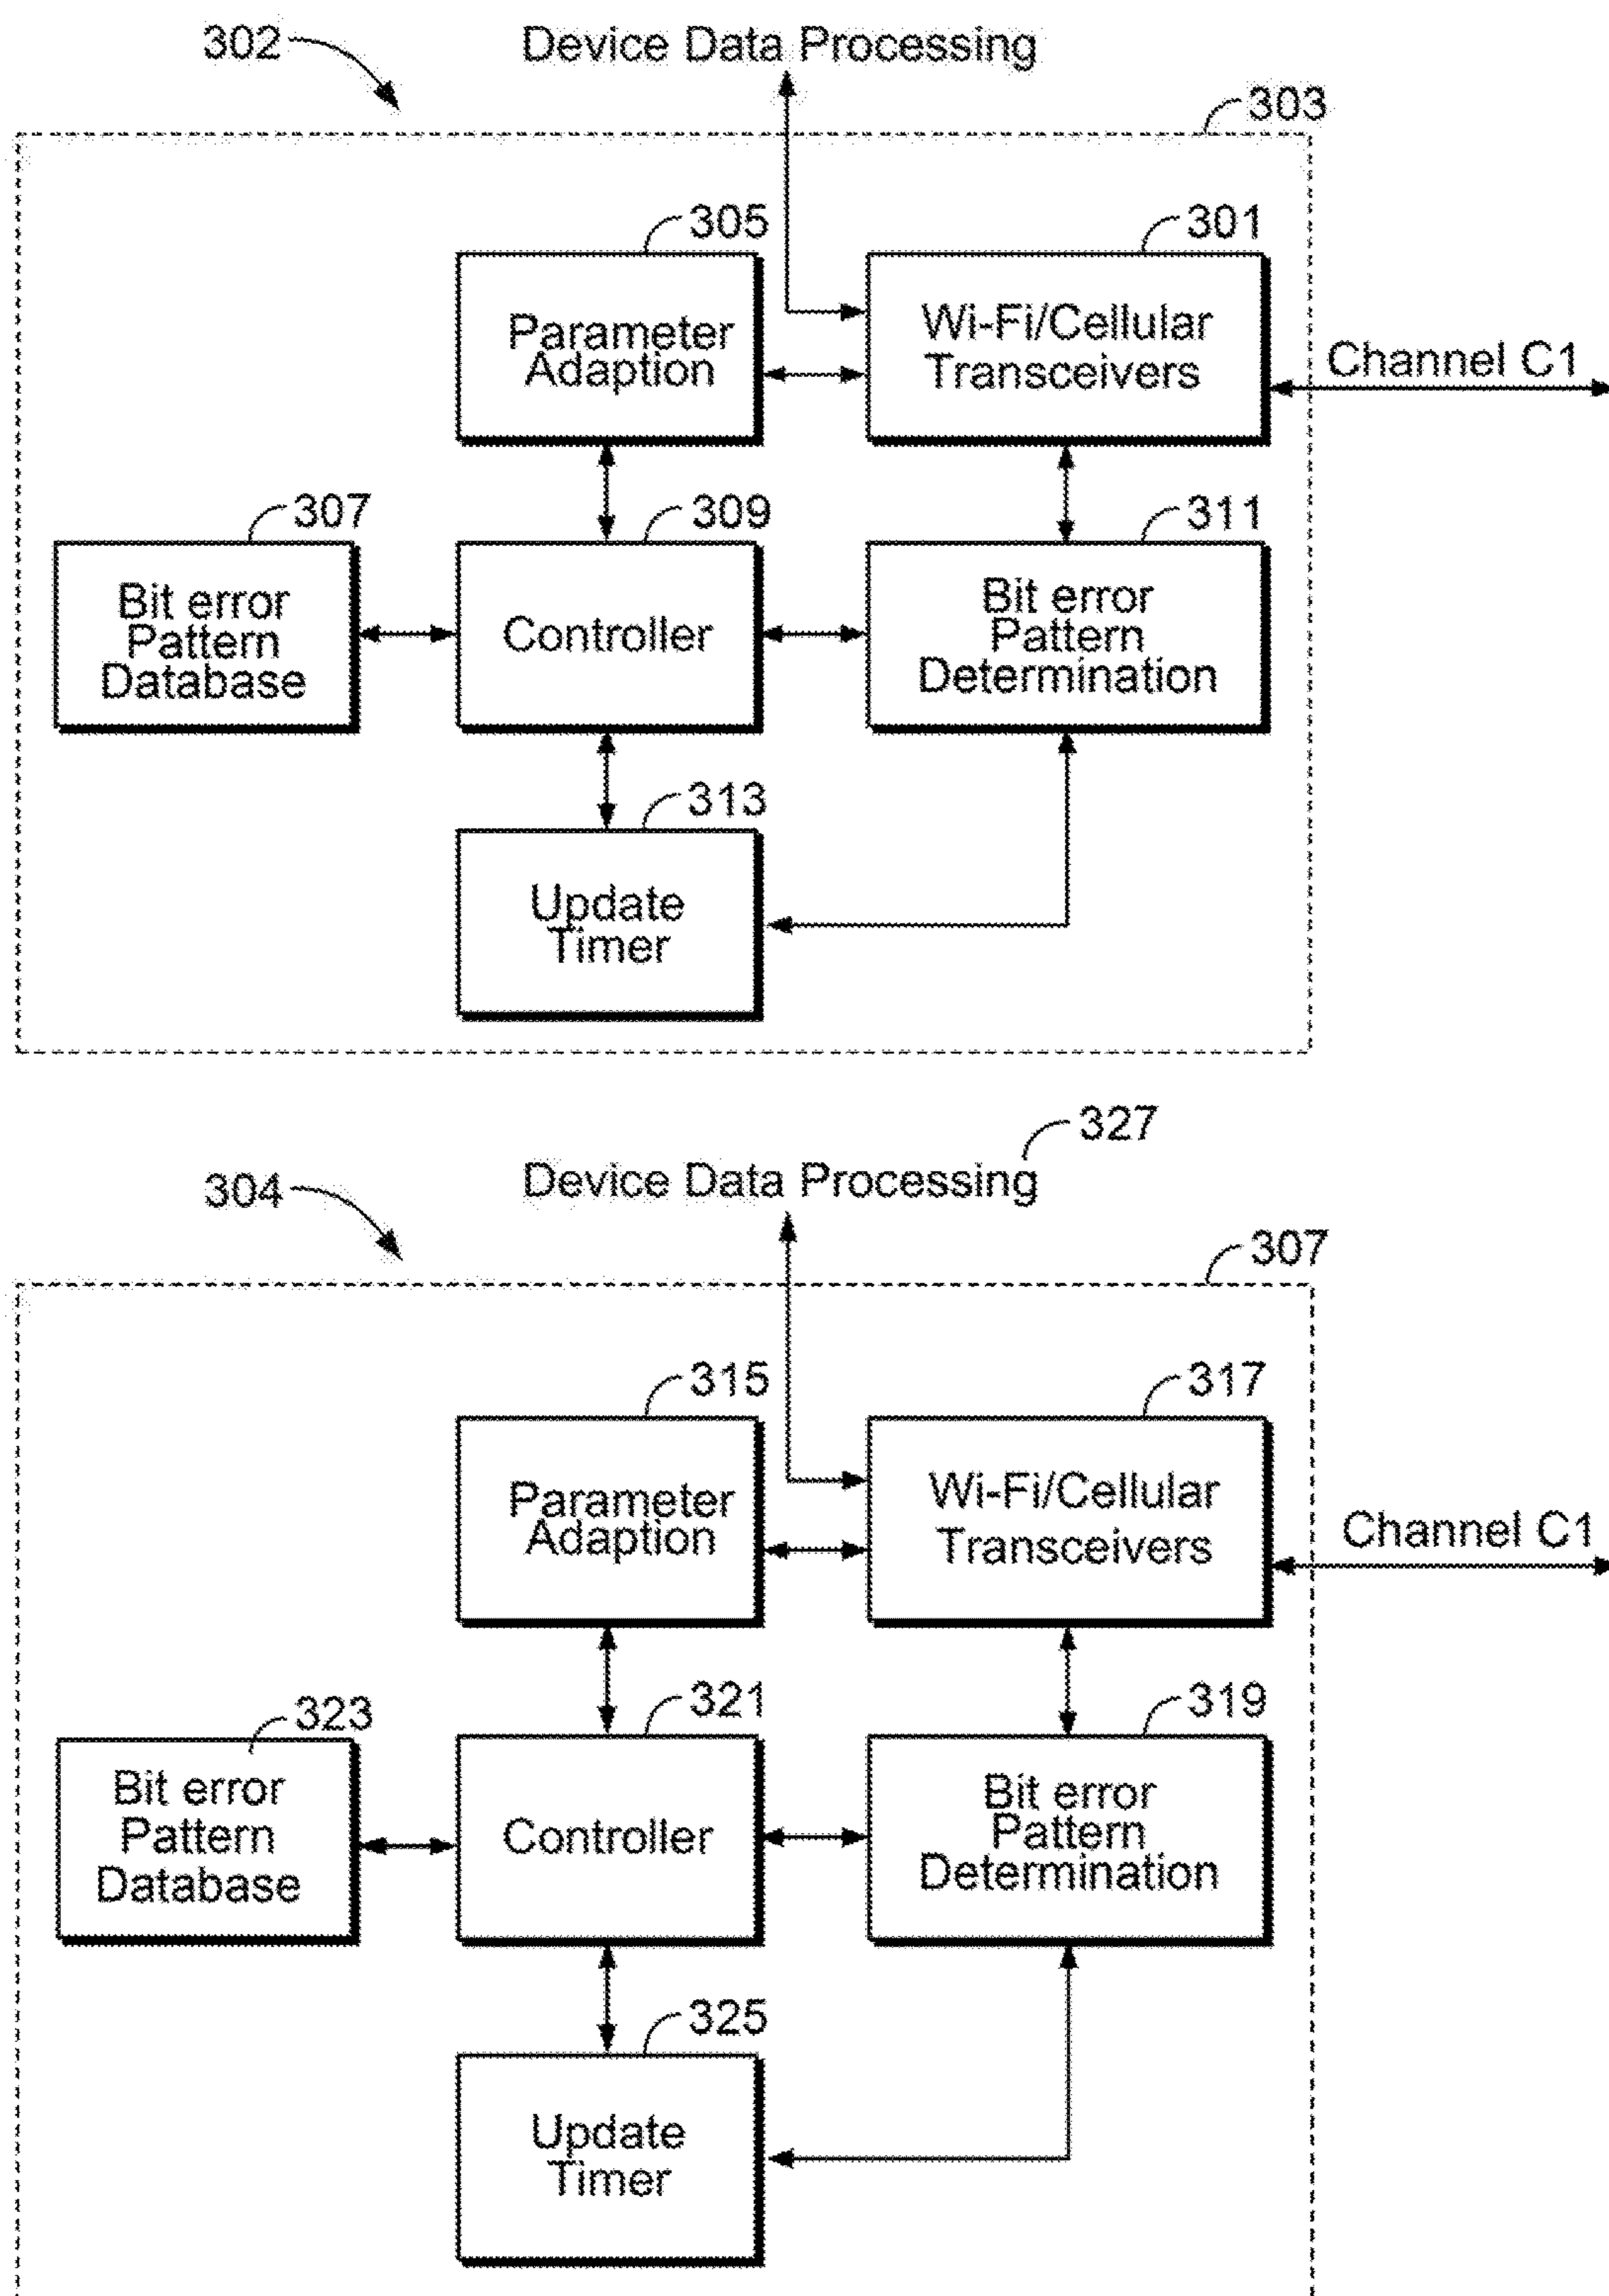 302
Device Data Processing
303
305
301
Parameter
Adaption
Wi-Fi/Cellular
Transceivers
Channel C1
307
309
311
Bit error
Pattern
Database
Controller
Bit error
Pattern
Determination
313
Update
Timer
327
304
Device Data Processing
307
315
317
Parameter
Adaption
Wi-Fi/Cellular
Transceivers
Channel C1
323
321
319
Bit error
Pattern
Database
Controller
Bit error
Pattern
Determination
325
Update
Timer